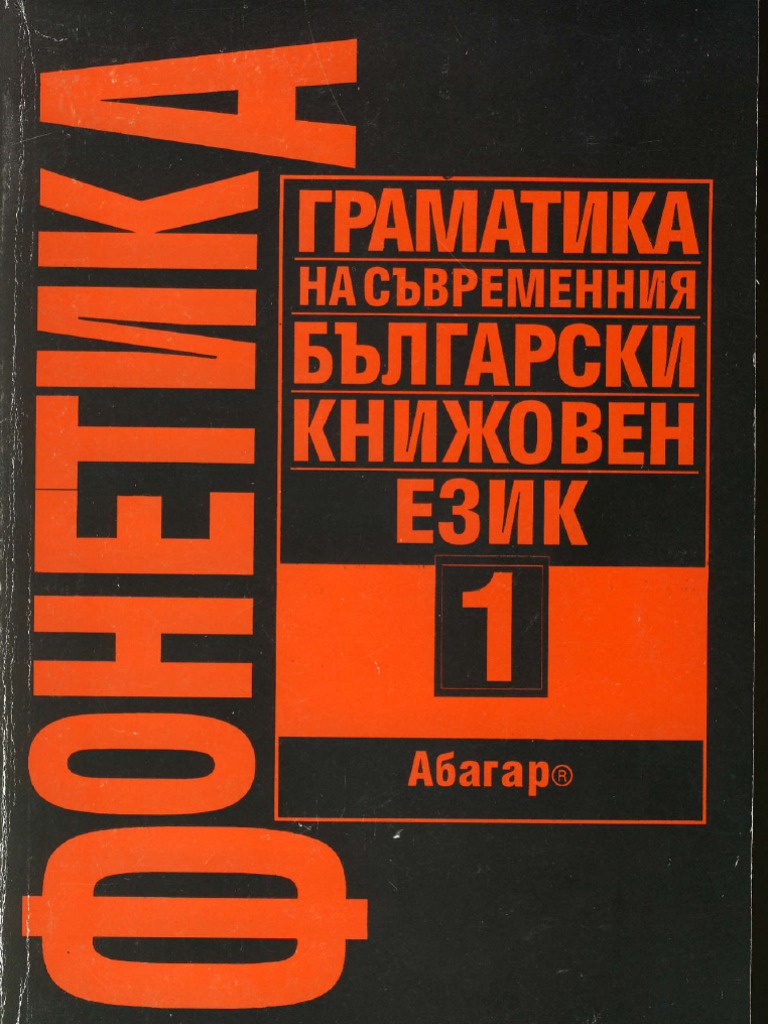 ФОНЕТИКА
ГРАМАТИКА
НА СЪВРЕМЕННИЯ
БЪЛГАРСКИ
КНИЖОВЕН
ЕЗИК
1
Абагар®